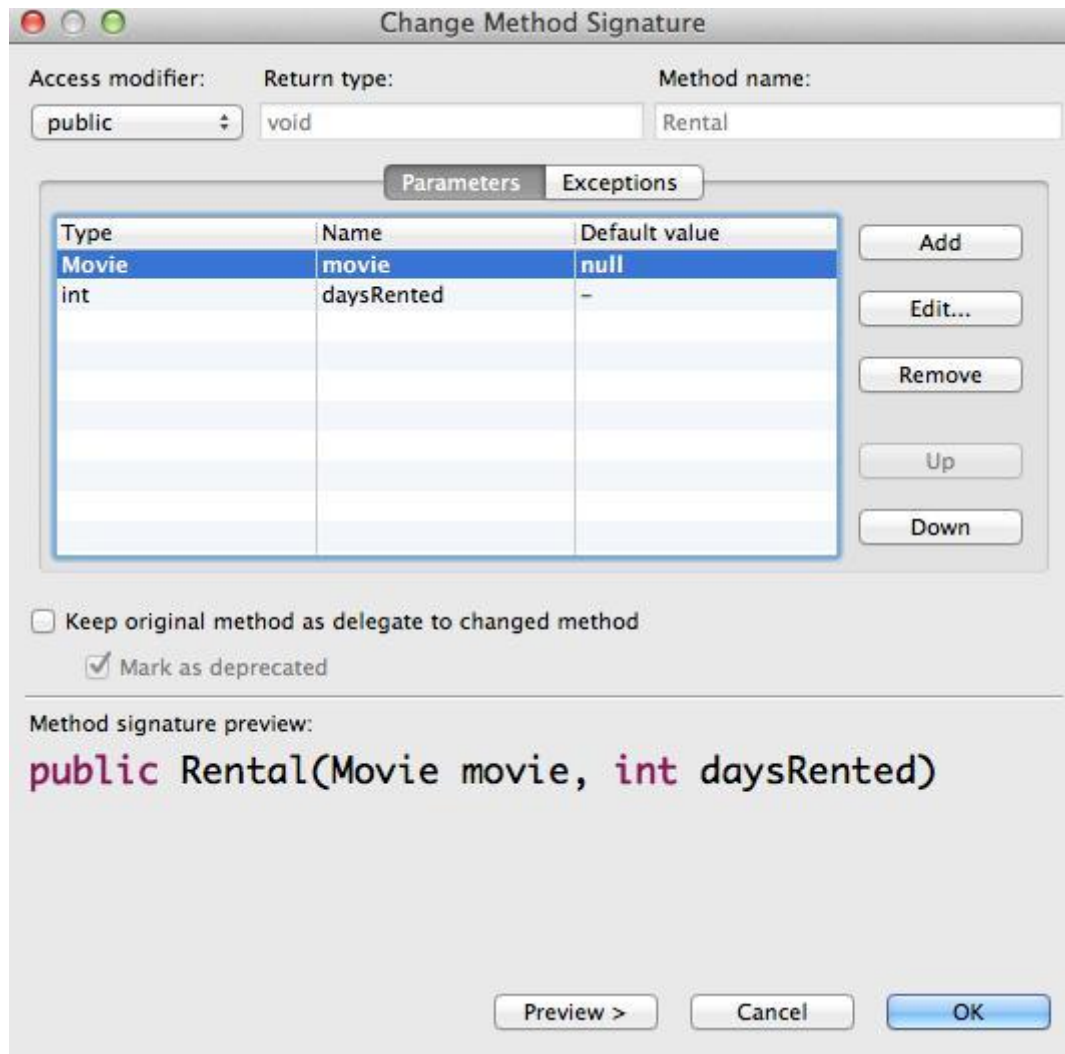 Change Method Signature
Access modifier: Return type: Method name:
public void Rental
Parameters Exceptions
Type Name Default value
Movie movie null
int daysRented –
Add
Edit...
Remove
Up
Down
Keep original method as delegate to changed method
Mark as deprecated
Method signature preview:
public Rental(Movie movie, int daysRented)
Preview > Cancel OK